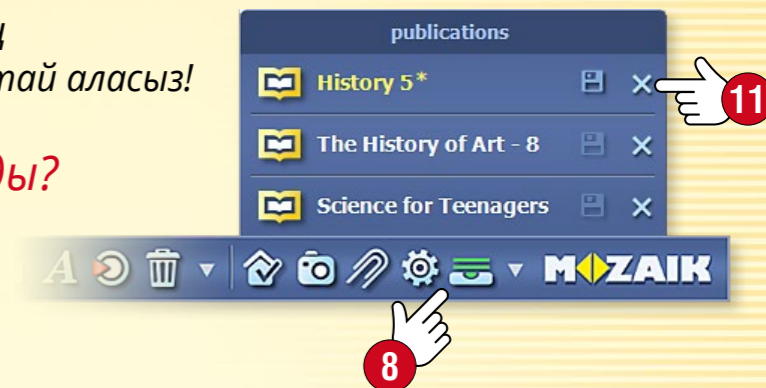 publications
тай аласыз!
History 5*
11
The History of Art - 8
ды?
Science for Teenagers
A
MOZAIK
8